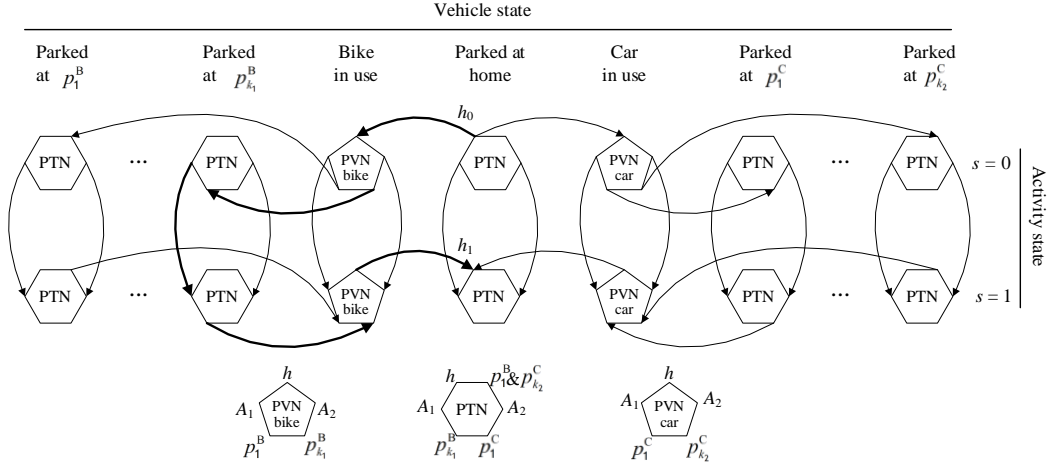 Vehicle state
Parked at p₁ᴮ
Parked at pₖ₁ᴮ
Bike in use
Parked at home
Car in use
Parked at p₁ᶜ
Parked at pₖ₂ᶜ
h₀
PTN ... PTN PVN bike PTN PVN car PTN ... PTN s = 0
Activity state
h₁
PTN ... PTN PVN bike PTN PVN car PTN ... PTN s = 1
h
A₁ PVN bike A₂
p₁ᴮ pₖ₁ᴮ
h p₁ᴮ&pₖ₂ᶜ
A₁ PTN A₂
pₖ₁ᴮ p₁ᶜ
h
A₁ PVN car A₂
p₁ᶜ pₖ₂ᶜ